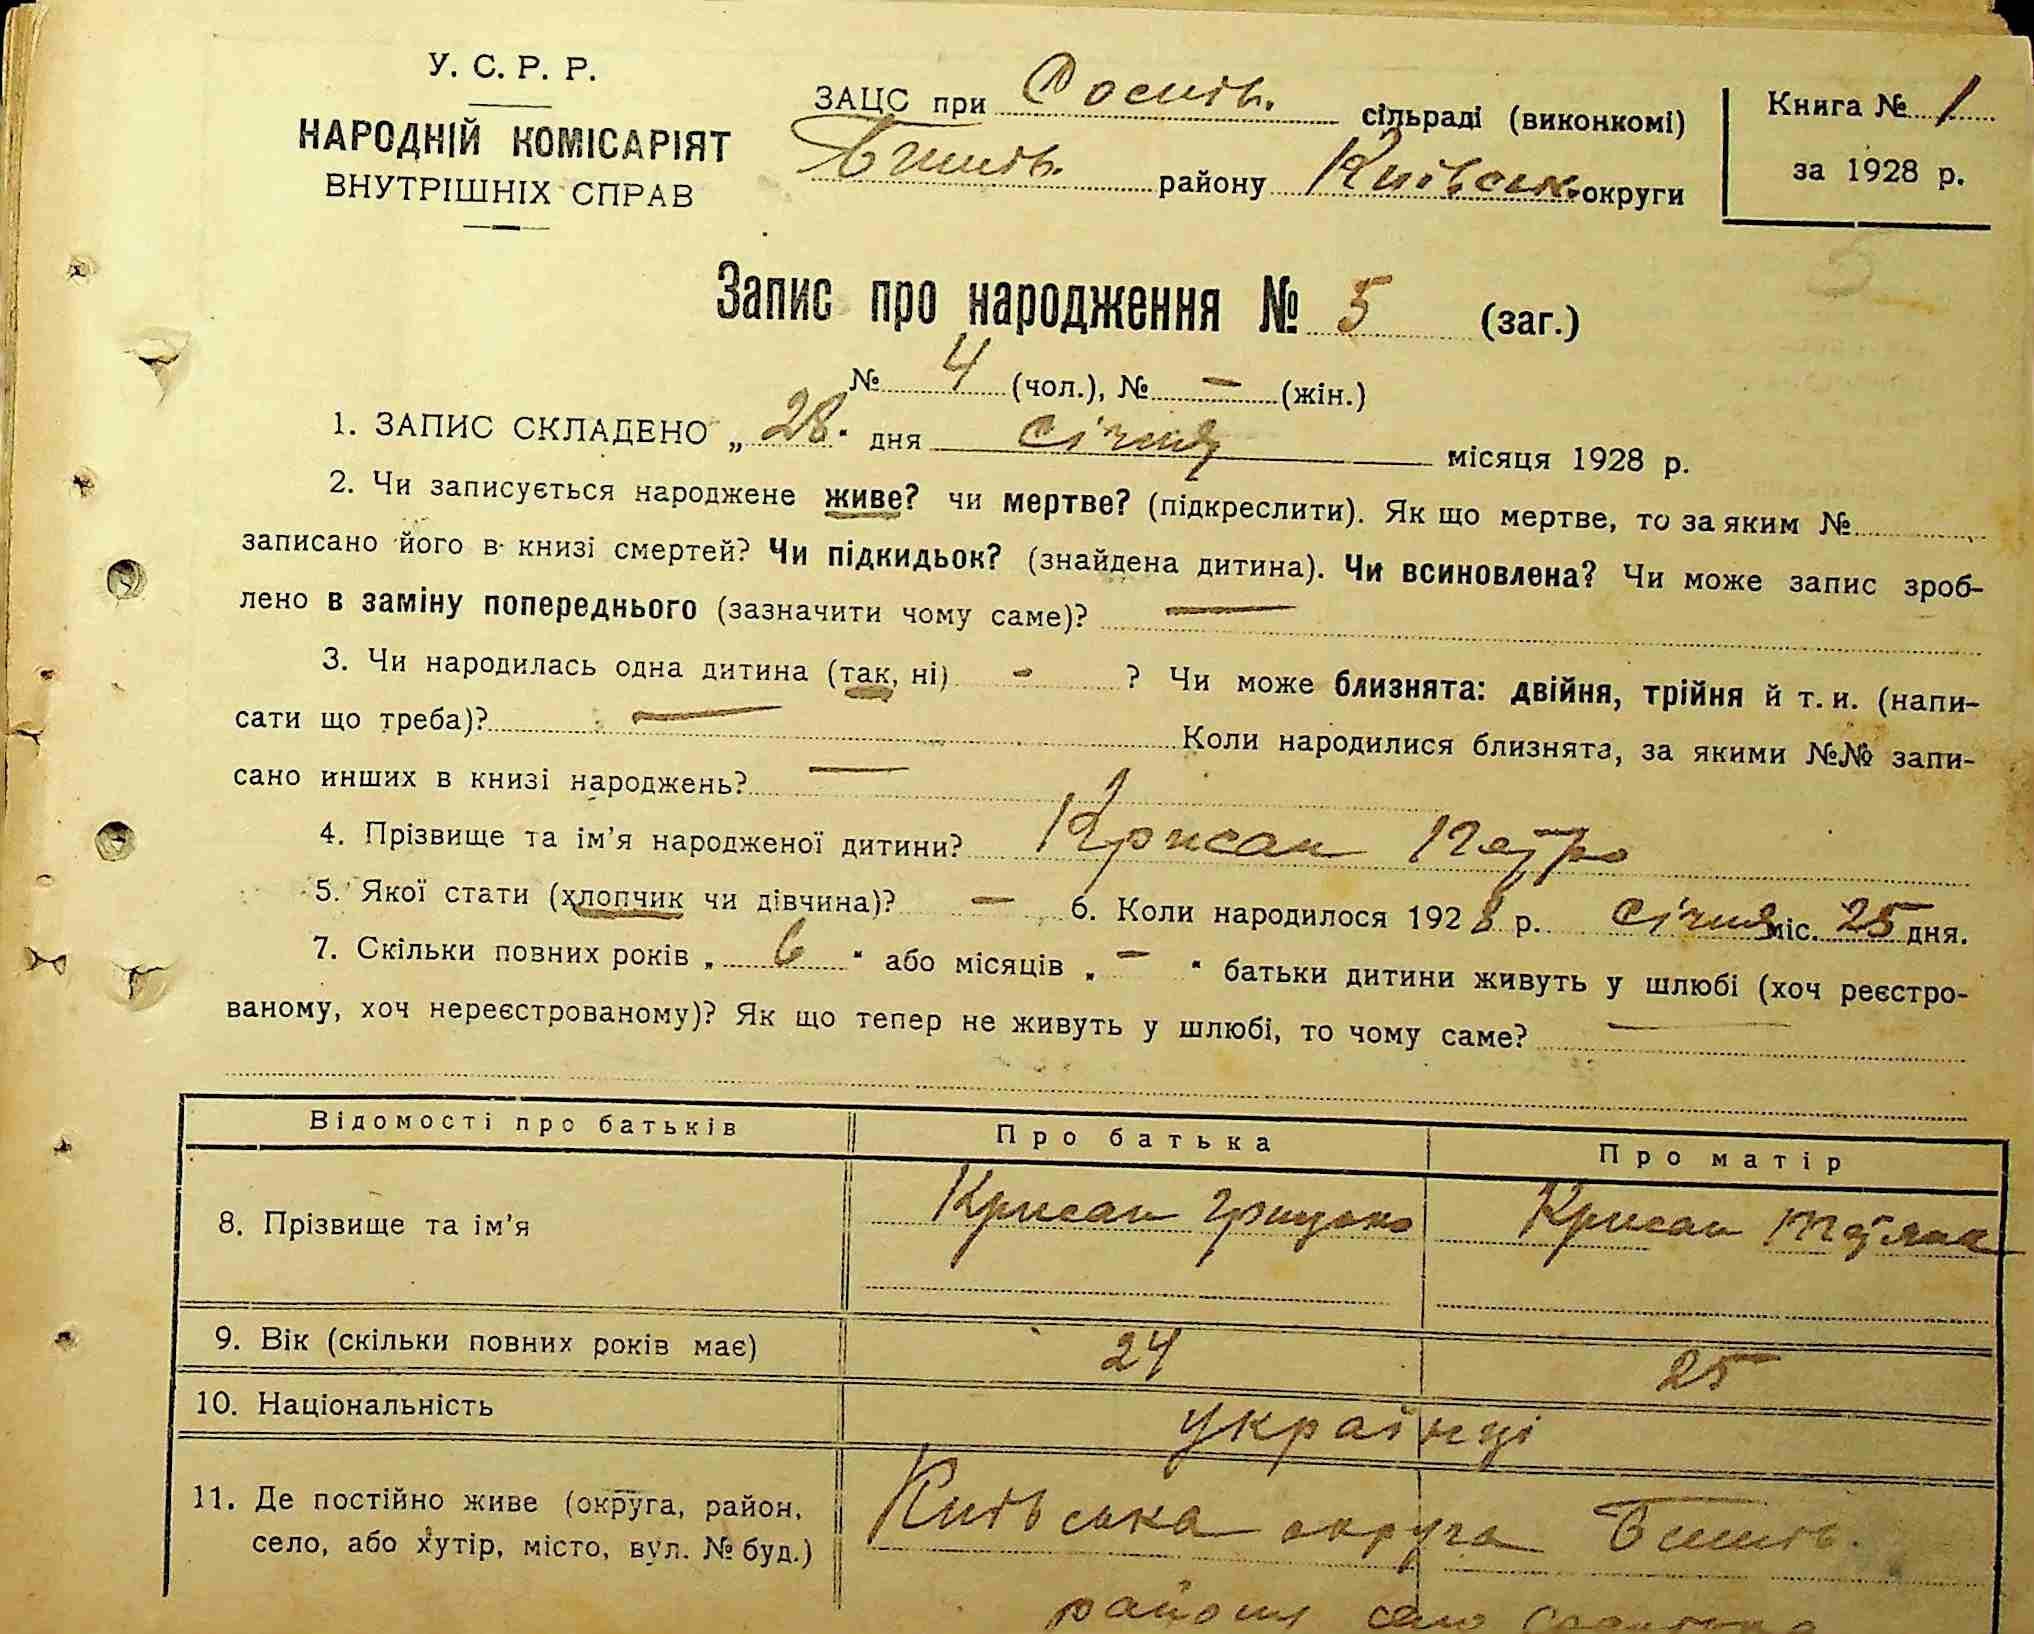 У. С. Р. Р.
НАРОДНІЙ КОМІСАРІЯТ
ВНУТРІШНІХ СПРАВ
ЗАЦС при сільраді (виконкомі)
району Київськ. округи
Книга № 1
за 1928 р.
5
Запис про народження № 5 (заг.)
№ 4 (чол.), № – (жін.)
1. ЗАПИС СКЛАДЕНО „ 28 " дня січня місяця 1928 р.
2. Чи записується народжене живе? чи мертве? (підкреслити). Як що мертве, то за яким №
записано його в книзі смертей? Чи підкидьок? (знайдена дитина). Чи всиновлена? Чи може запис зроб-
лено в заміну попереднього (зазначити чому саме)? —
3. Чи народилась одна дитина (так, ні) - ? Чи може близнята: двійня, трійня й т. и. (напи-
сати що треба)? — Коли народилися близнята, за якими №№ запи-
сано инших в книзі народжень? —
4. Прізвище та ім'я народженої дитини? Крисан Петро
5. Якої стати (хлопчик чи дівчина)? — 6. Коли народилося 1928 р. січня міс. 25 дня.
7. Скільки повних років „ 6 " або місяців „ – " батьки дитини живуть у шлюбі (хоч реєстро-
ваному, хоч нереєстрованому)? Як що тепер не живуть у шлюбі, то чому саме? —
Відомості про батьків Про батька Про матір
8. Прізвище та ім'я Крисан Грицько Крисан Тетяна
9. Вік (скільки повних років має) 24 25
10. Національність українці
11. Де постійно живе (округа, район, Київська округа
село, або хутір, місто, вул. № буд.) району село